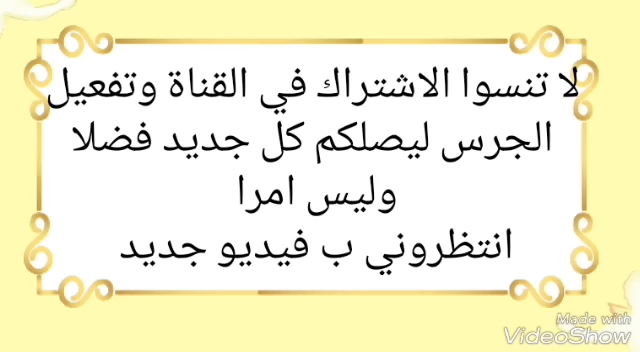 لا تنسوا الاشتراك في القناة وتفعيل
الجرس ليصلكم كل جديد فضلا
وليس امرا
انتظروني ب فيديو جديد
Made with
VideoShow